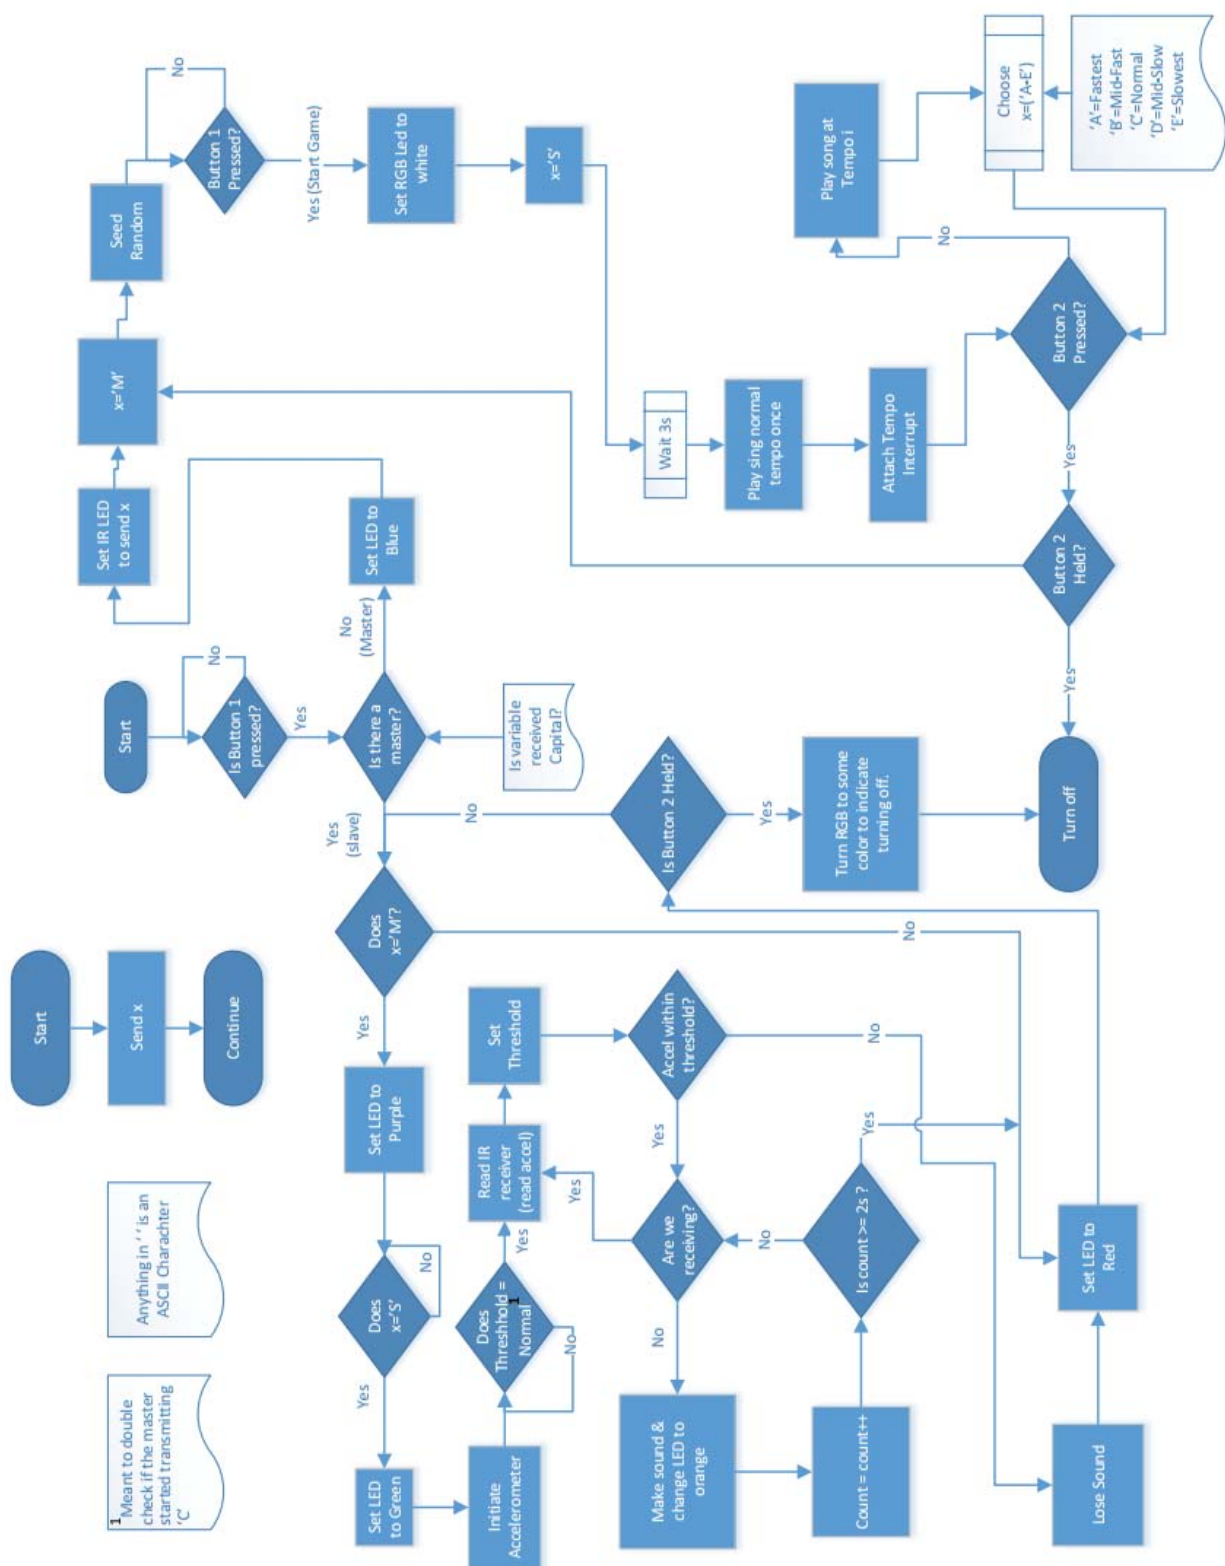 1 Meant to double
check if the master
started transmitting
'C'
Anything in ' ' is an
ASCII Charachter
Start
Send x
Continue
Start
No
Is Button 1
pressed?
Yes
Is there a
master?
Is variable
received
Capital?
No
(Master)
Set LED to
Blue
Set IR LED
to send x
x='M'
Seed
Random
No
Button 1
Pressed?
Yes (Start Game)
Set RGB Led to
white
x='S'
Wait 3s
Play sing normal
tempo once
Attach Tempo
Interrupt
Button 2
Pressed?
No
Play song at
Tempo i
Choose
x=('A-E')
'A'=Fastest
'B'=Mid-Fast
'C'=Normal
'D'=Mid-Slow
'E'=Slowest
Yes
Button 2
Held?
Yes
Turn off
Yes
(slave)
Does
x='M'?
Yes
No
Set LED to
Purple
Does
x='S'
No
Yes
Set LED
to Green
Initiate
Accelerometer
Does
Threshhold =
Normal 1
No
Yes
Read IR
receiver
(read accel)
Set
Threshold
Accel within
threshold?
Yes
No
Are we
receiving?
Yes
No
Make sound &
change LED to
orange
Count = count++
Is count >= 2s ?
No
Yes
Lose Sound
Set LED to
Red
Is Button 2 Held?
No
Yes
Turn RGB to some
color to indicate
turning off.